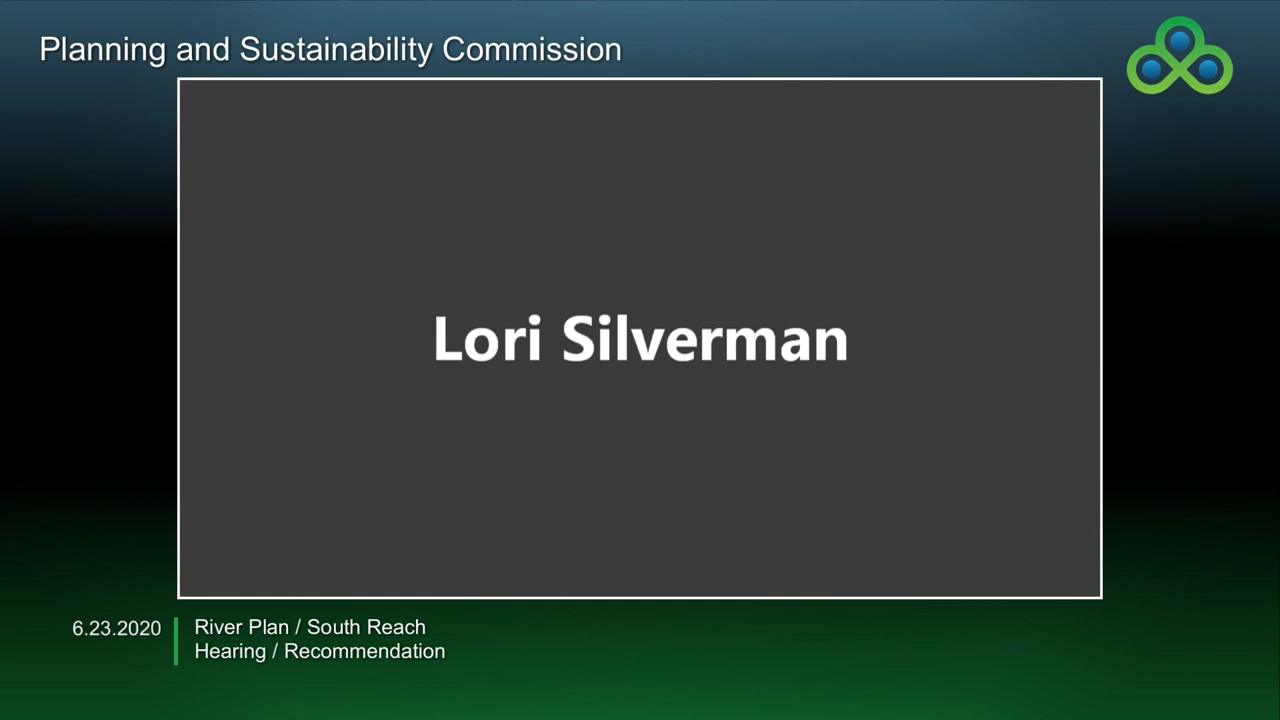 Planning and Sustainability Commission
Lori Silverman
6.23.2020
River Plan / South Reach
Hearing / Recommendation